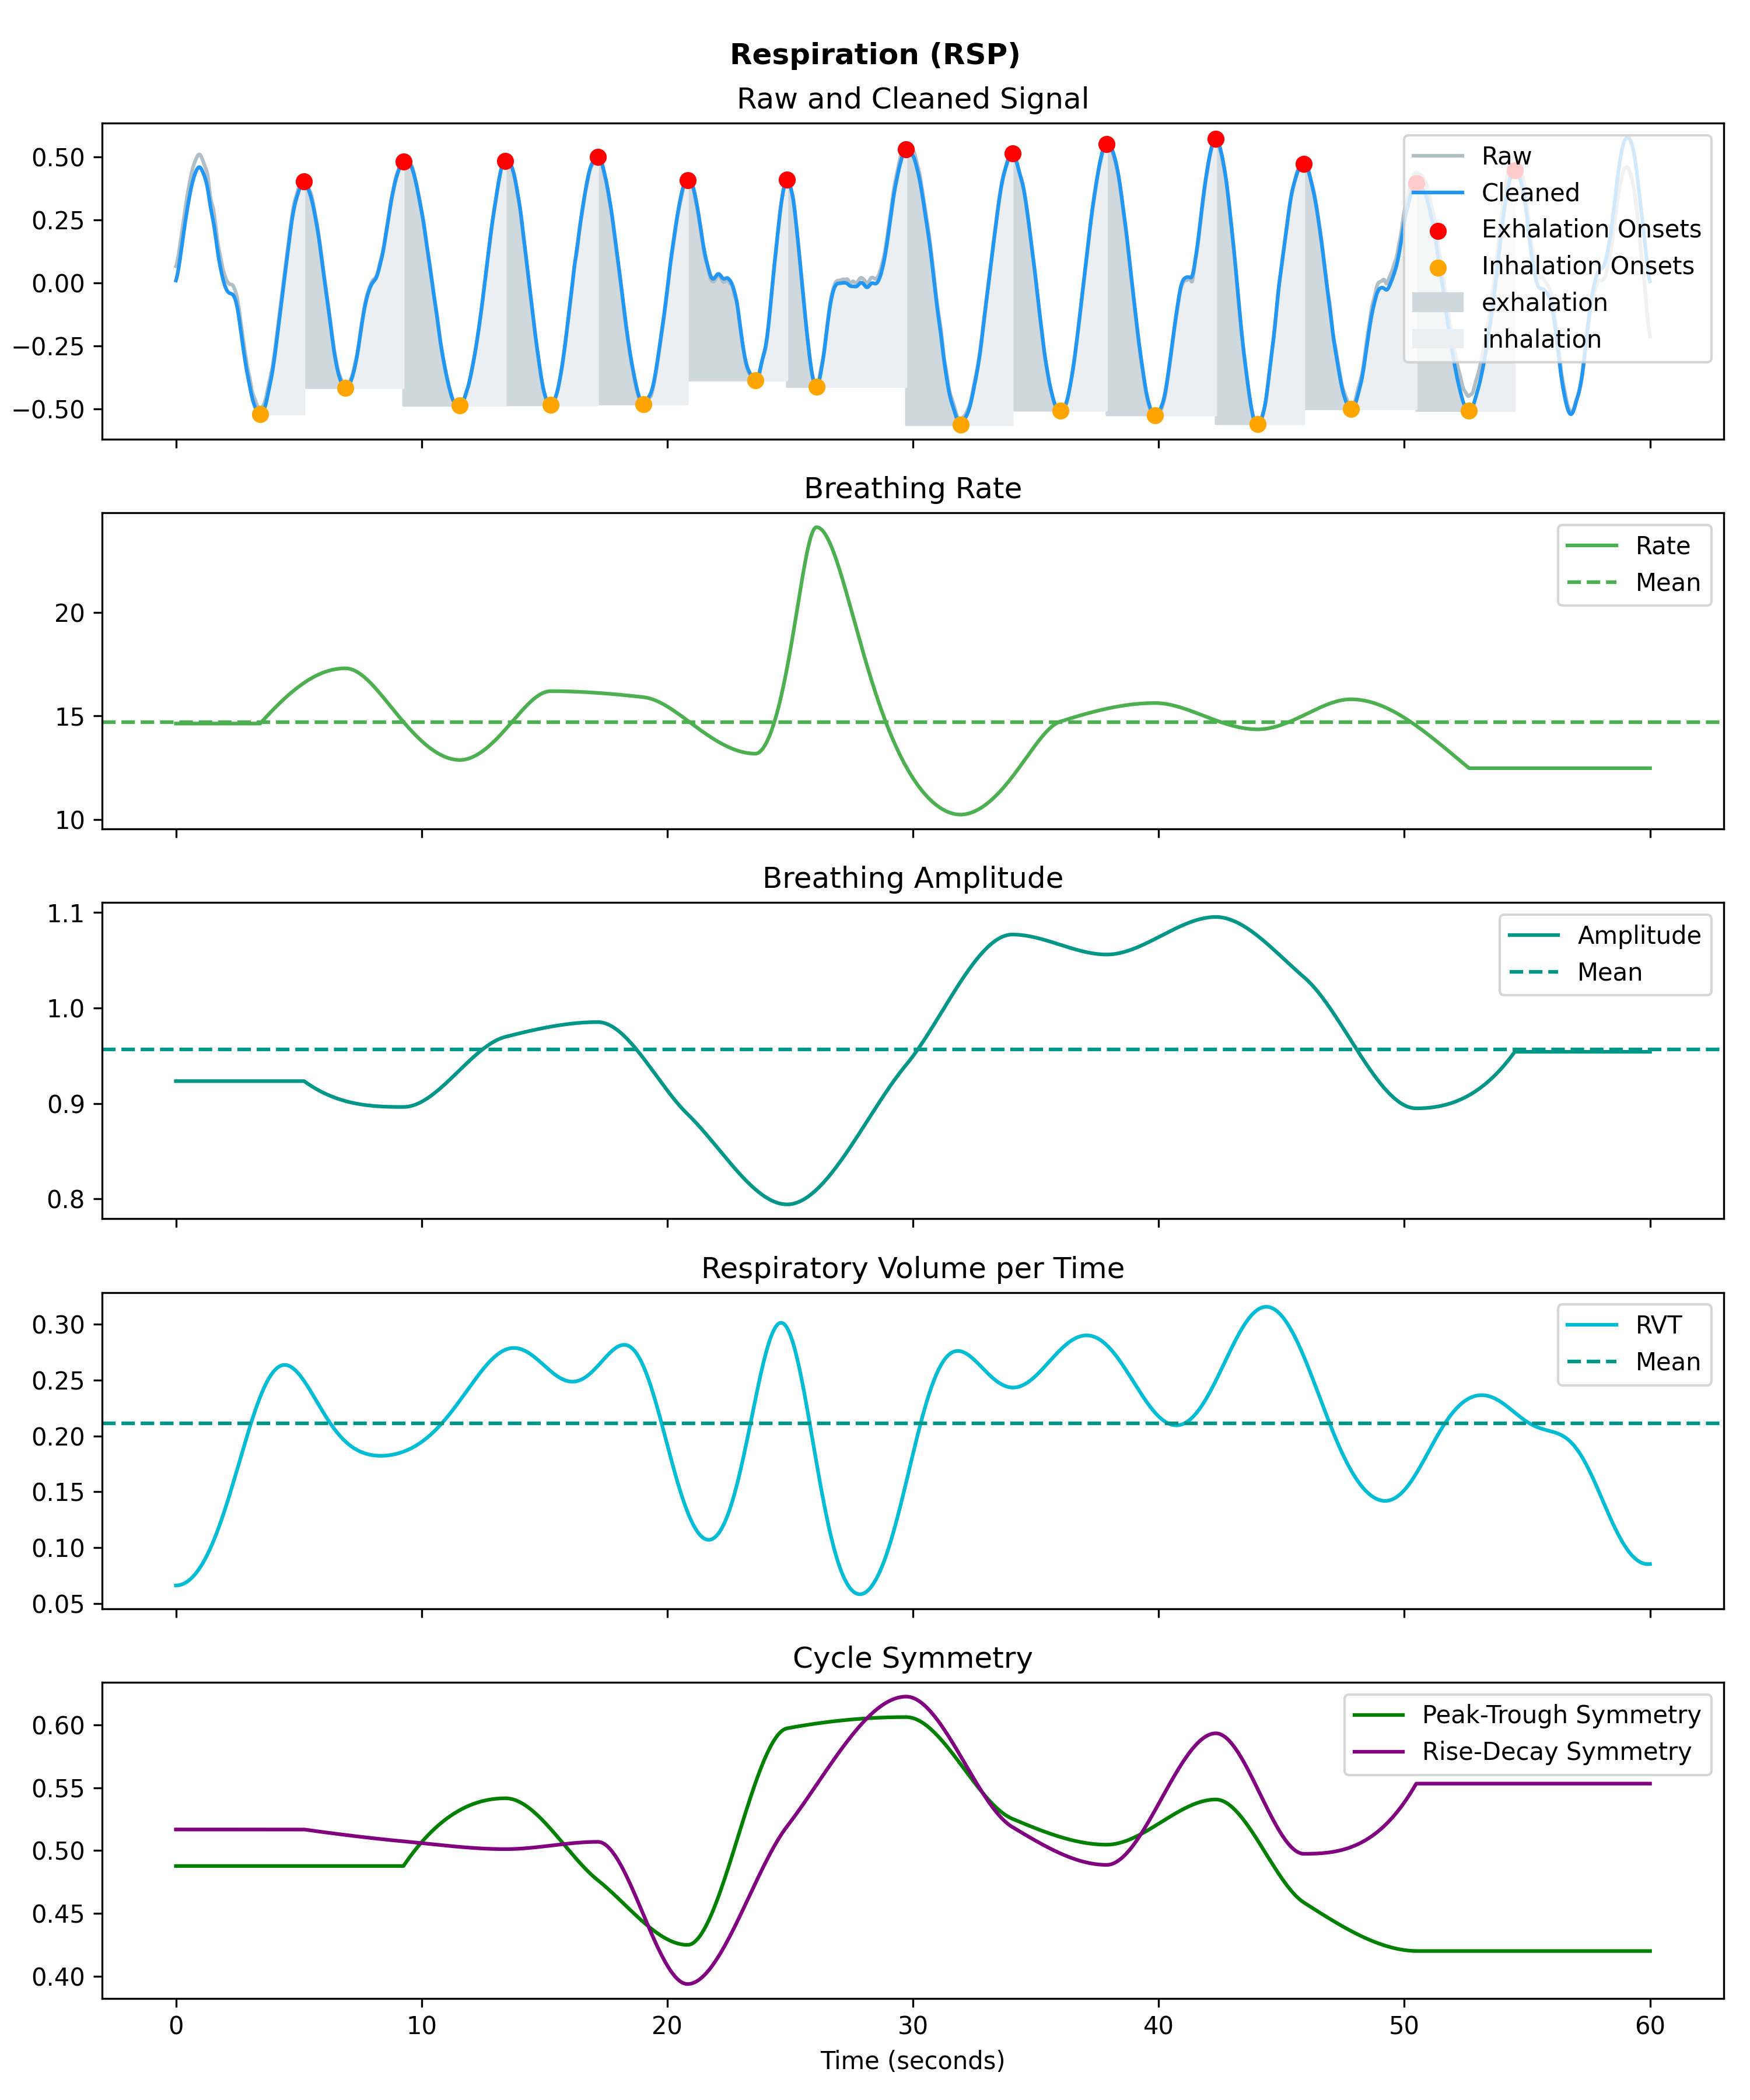 Respiration (RSP)
Raw and Cleaned Signal
0.50
0.25
0.00
−0.25
−0.50
Raw
Cleaned
Exhalation Onsets
Inhalation Onsets
exhalation
inhalation
Breathing Rate
20
15
10
Rate
Mean
Breathing Amplitude
1.1
1.0
0.9
0.8
Amplitude
Mean
Respiratory Volume per Time
0.30
0.25
0.20
0.15
0.10
0.05
RVT
Mean
Cycle Symmetry
0.60
0.55
0.50
0.45
0.40
Peak-Trough Symmetry
Rise-Decay Symmetry
0 10 20 30 40 50 60
Time (seconds)